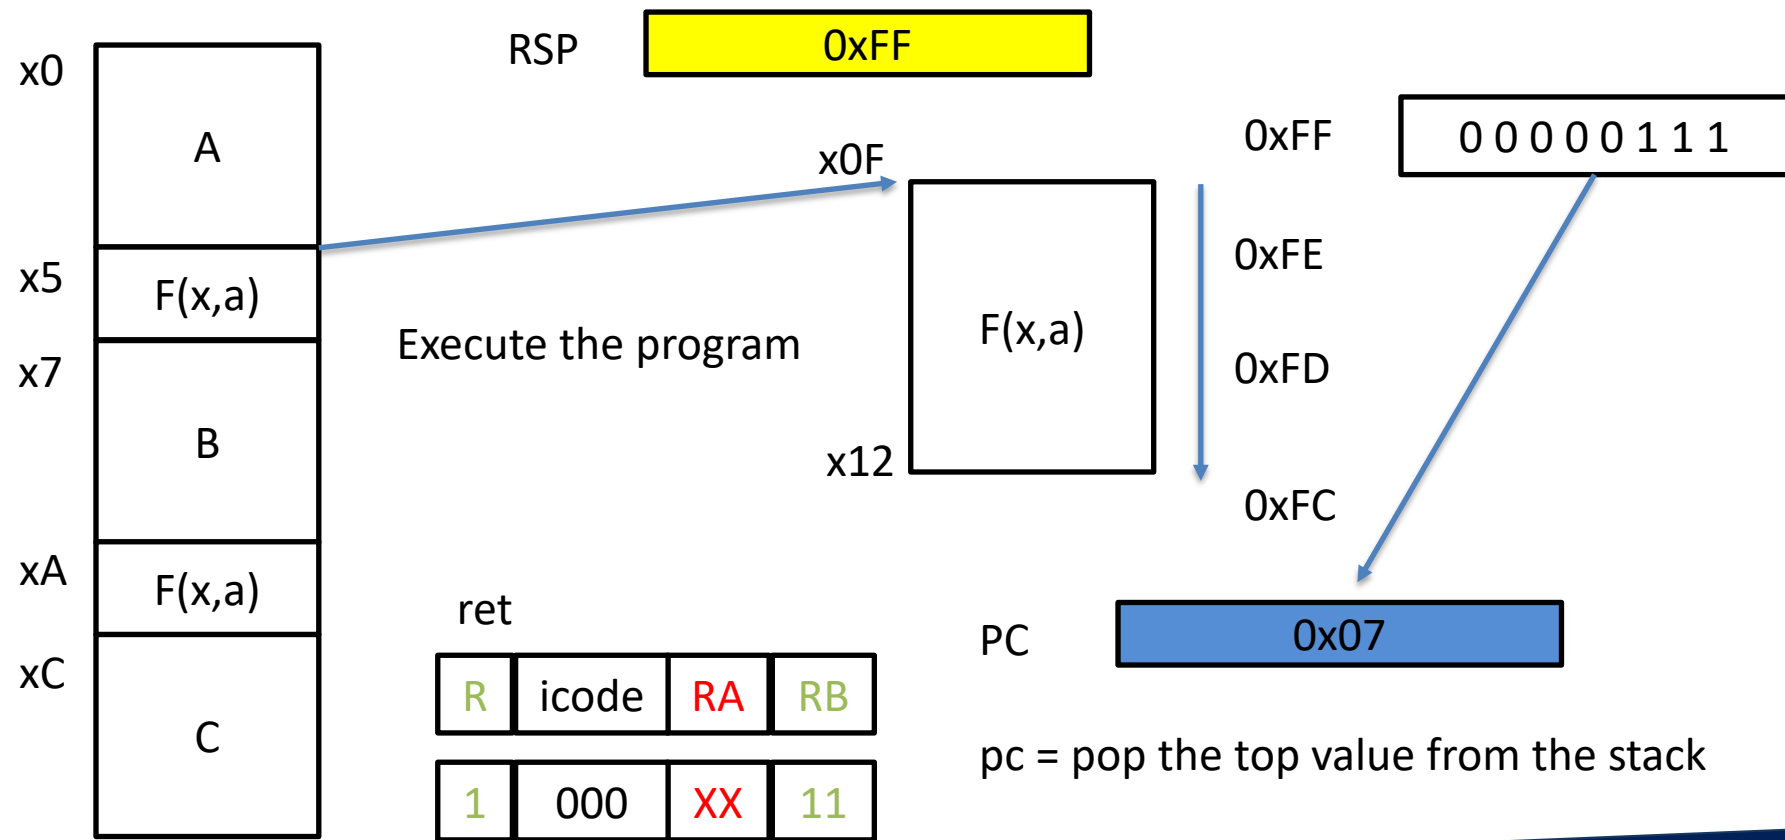 RSP
0xFF
x0
A
x5
F(x,a)
x7
B
xA
F(x,a)
xC
C
Execute the program
x0F
F(x,a)
x12
0xFF
0 0 0 0 0 1 1 1
0xFE
0xFD
0xFC
ret
R icode RA RB
1 000 XX 11
PC
0x07
pc = pop the top value from the stack